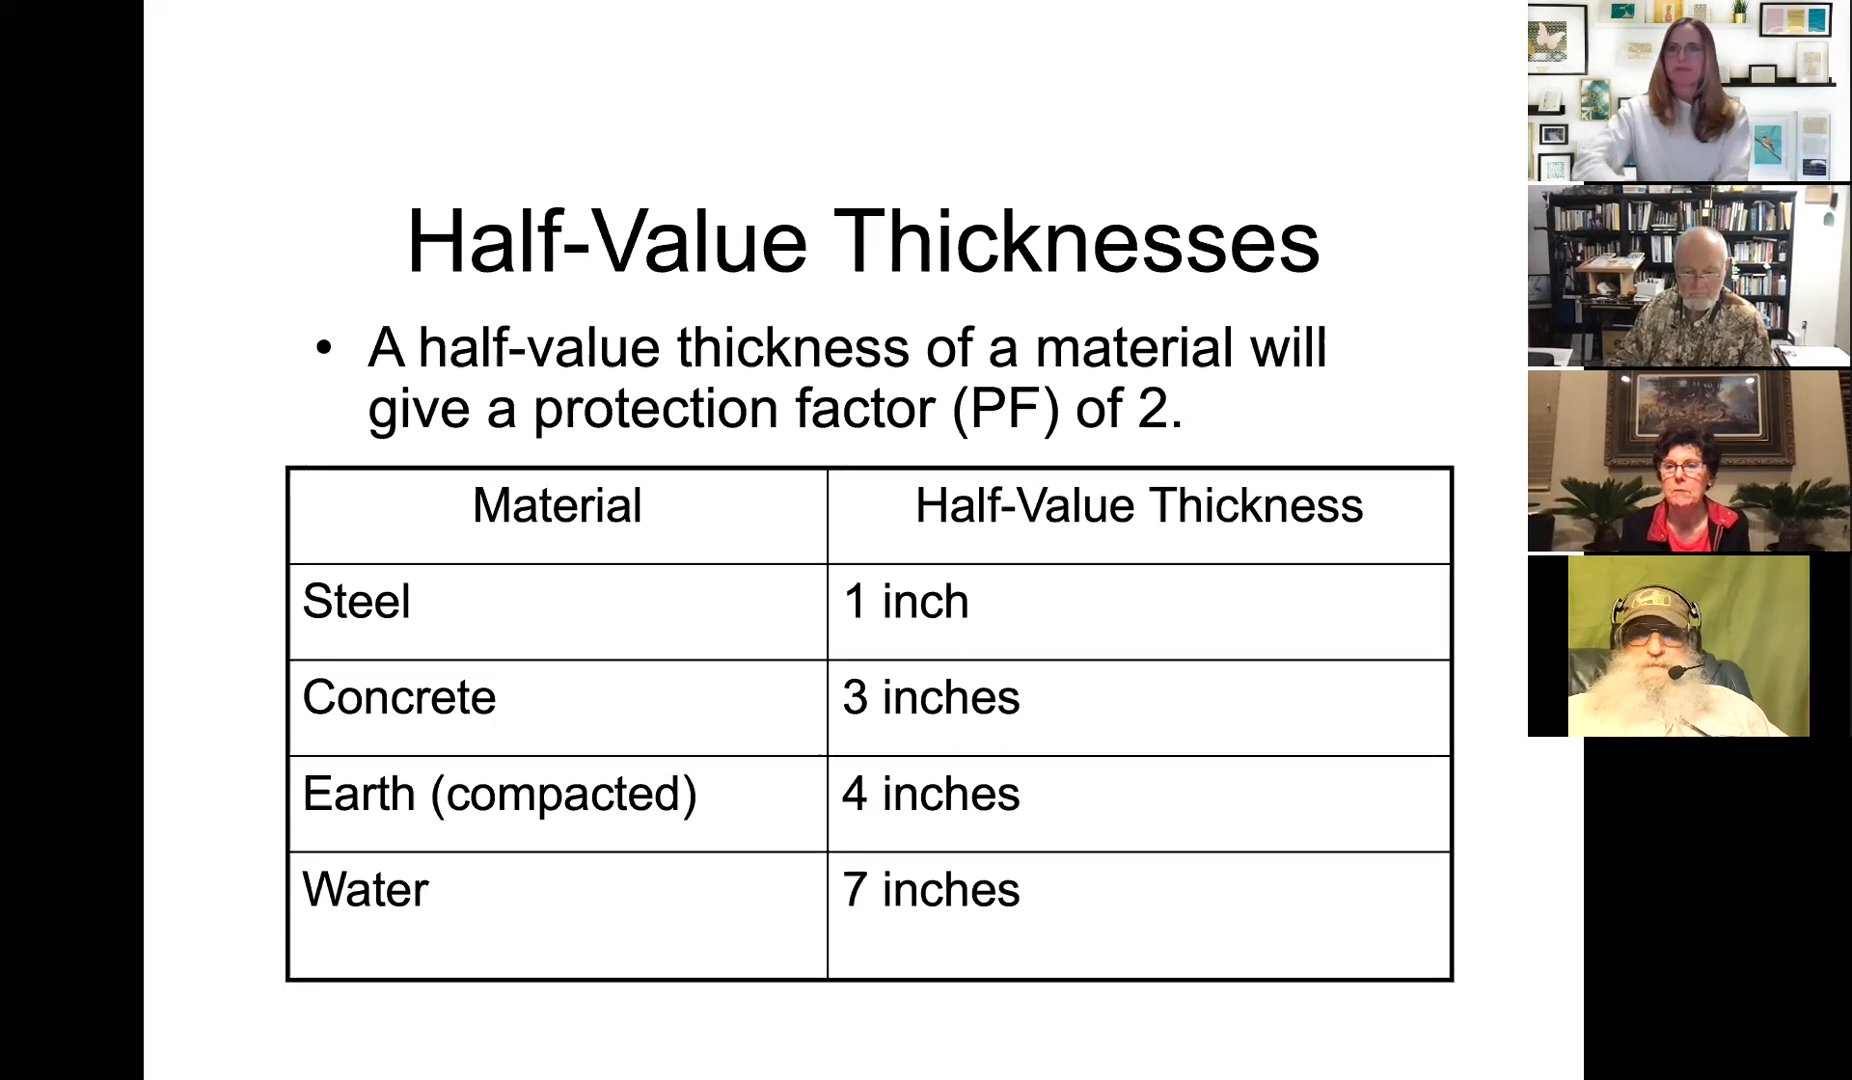 Half-Value Thicknesses
• A half-value thickness of a material will
give a protection factor (PF) of 2.
Material Half-Value Thickness
Steel 1 inch
Concrete 3 inches
Earth (compacted) 4 inches
Water 7 inches